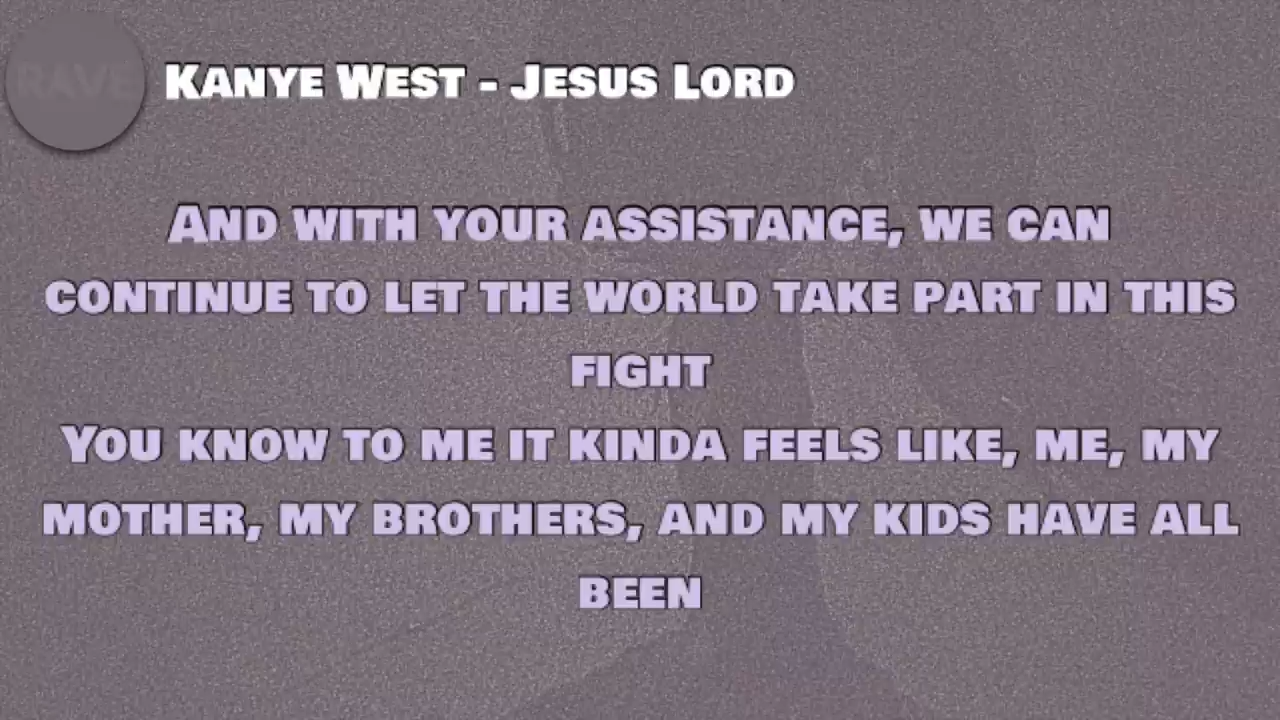 RAVE
Kanye West - Jesus Lord
And with your assistance, we can
continue to let the world take part in this
fight
You know to me it kinda feels like, me, my
mother, my brothers, and my kids have all
been